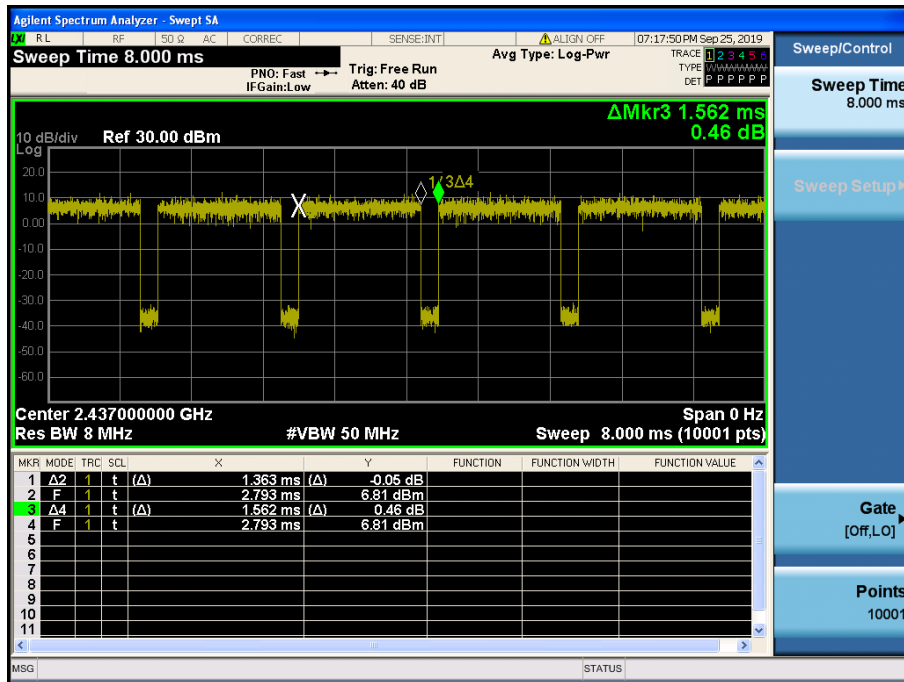 Agilent Spectrum Analyzer - Swept SA
LXI RL RF 50 Ω AC CORREC SENSE:INT ALIGN OFF 07:17:50 PM Sep 25, 2019
Sweep Time 8.000 ms
PNO: Fast
IFGain:Low
Trig: Free Run
Atten: 40 dB
Avg Type: Log-Pwr
TRACE 1 2 3 4 5 6
TYPE WWWWWW
DET P P P P P P
ΔMkr3 1.562 ms
0.46 dB
10 dB/div Ref 30.00 dBm
Log
20.0
10.0
0.00
-10.0
-20.0
-30.0
-40.0
-50.0
-60.0
X
1/3Δ4
Center 2.437000000 GHz Span 0 Hz
Res BW 8 MHz #VBW 50 MHz Sweep 8.000 ms (10001 pts)
MKR MODE TRC SCL X Y FUNCTION FUNCTION WIDTH FUNCTION VALUE
1 Δ2 1 t (Δ) 1.363 ms (Δ) -0.05 dB
2 F 1 t 2.793 ms 6.81 dBm
3 Δ4 1 t (Δ) 1.562 ms (Δ) 0.46 dB
4 F 1 t 2.793 ms 6.81 dBm
5
6
7
8
9
10
11
MSG STATUS
Sweep/Control
Sweep Time
8.000 ms
Sweep Setup
Gate
[Off,LO]
Points
10001